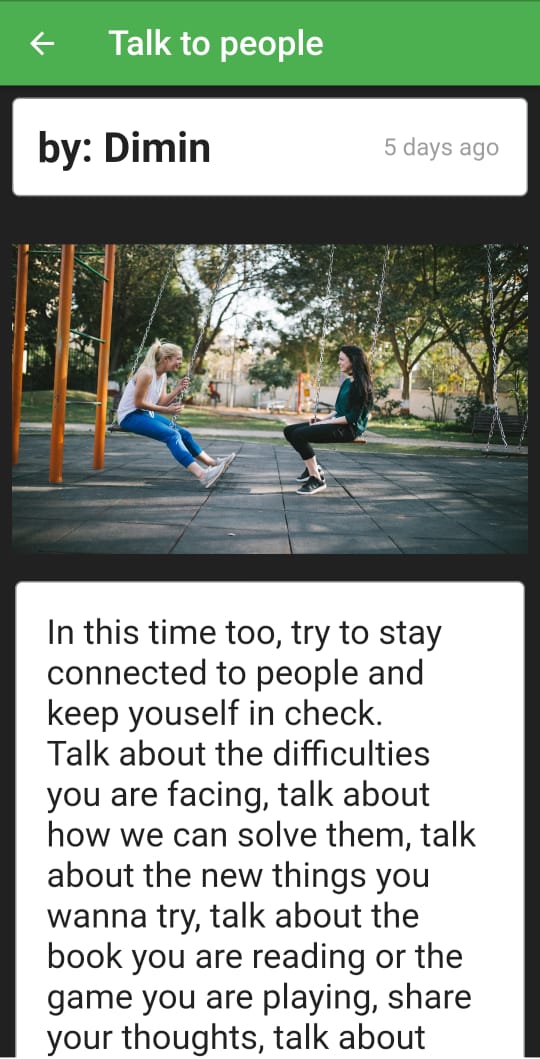 Talk to people
by: Dimin
5 days ago
In this time too, try to stay
connected to people and
keep youself in check.
Talk about the difficulties
you are facing, talk about
how we can solve them, talk
about the new things you
wanna try, talk about the
book you are reading or the
game you are playing, share
your thoughts, talk about